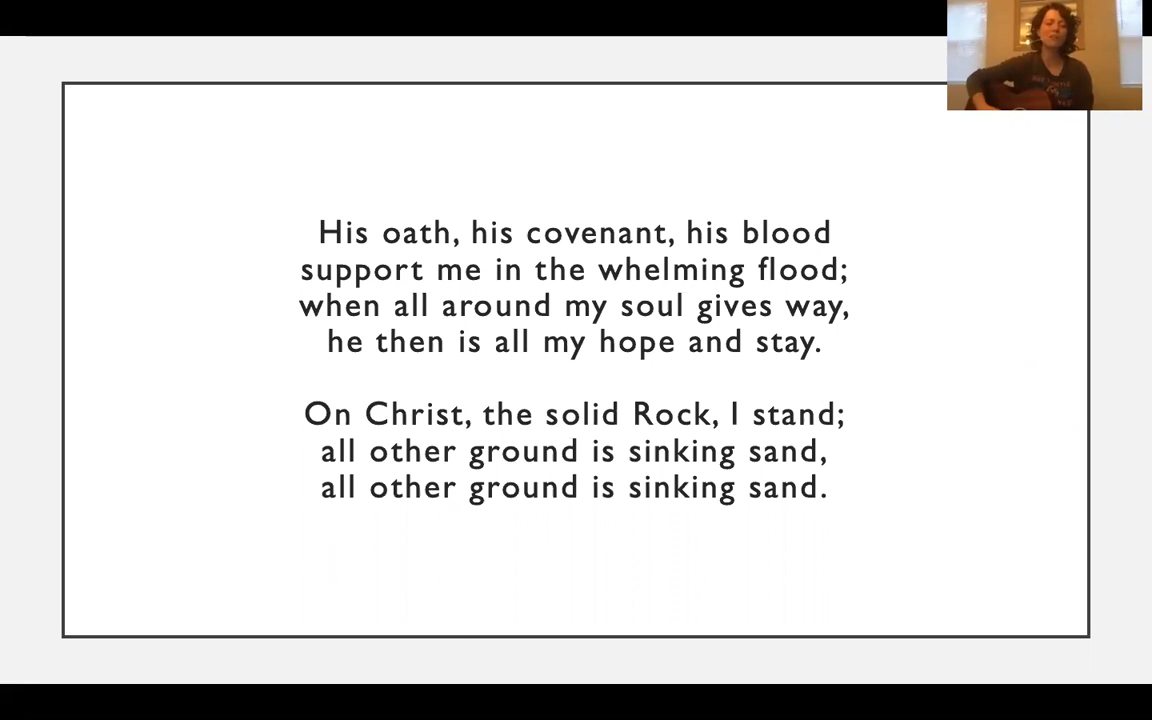 His oath, his covenant, his blood
support me in the whelming flood;
when all around my soul gives way,
he then is all my hope and stay.
On Christ, the solid Rock, I stand;
all other ground is sinking sand,
all other ground is sinking sand.